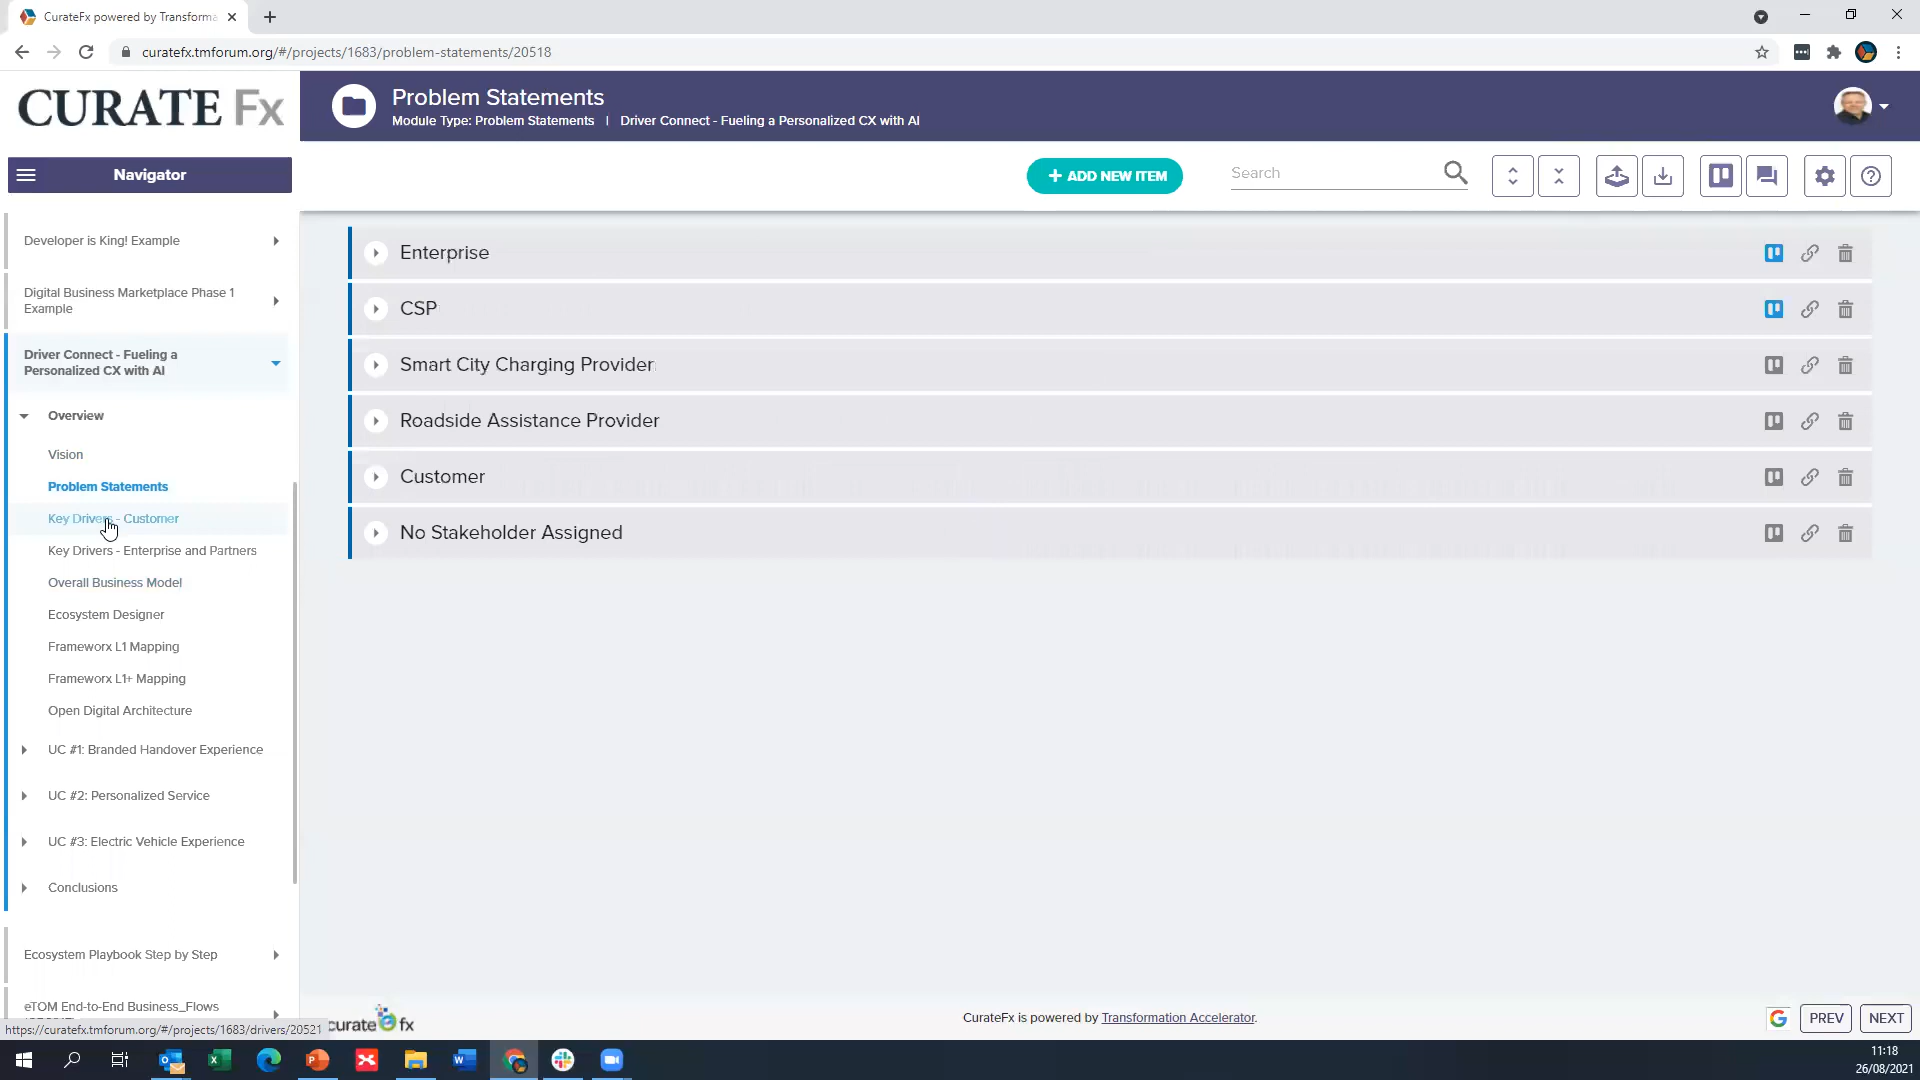 CurateFx powered by Transforma
curatefx.tmforum.org/#/projects/1683/problem-statements/20518
CURATE Fx
Problem Statements
Module Type: Problem Statements | Driver Connect - Fueling a Personalized CX with AI
Navigator
+ ADD NEW ITEM
Search
Developer is King! Example
Digital Business Marketplace Phase 1
Example
Driver Connect - Fueling a
Personalized CX with AI
Overview
Vision
Problem Statements
Key Drivers - Customer
Key Drivers - Enterprise and Partners
Overall Business Model
Ecosystem Designer
Frameworx L1 Mapping
Frameworx L1+ Mapping
Open Digital Architecture
UC #1: Branded Handover Experience
UC #2: Personalized Service
UC #3: Electric Vehicle Experience
Conclusions
Ecosystem Playbook Step by Step
eTOM End-to-End Business_Flows
Enterprise
CSP
Smart City Charging Provider
Roadside Assistance Provider
Customer
No Stakeholder Assigned
https://curatefx.tmforum.org/#/projects/1683/drivers/20521
curate fx
CurateFx is powered by Transformation Accelerator.
PREV
NEXT
11:18
26/08/2021